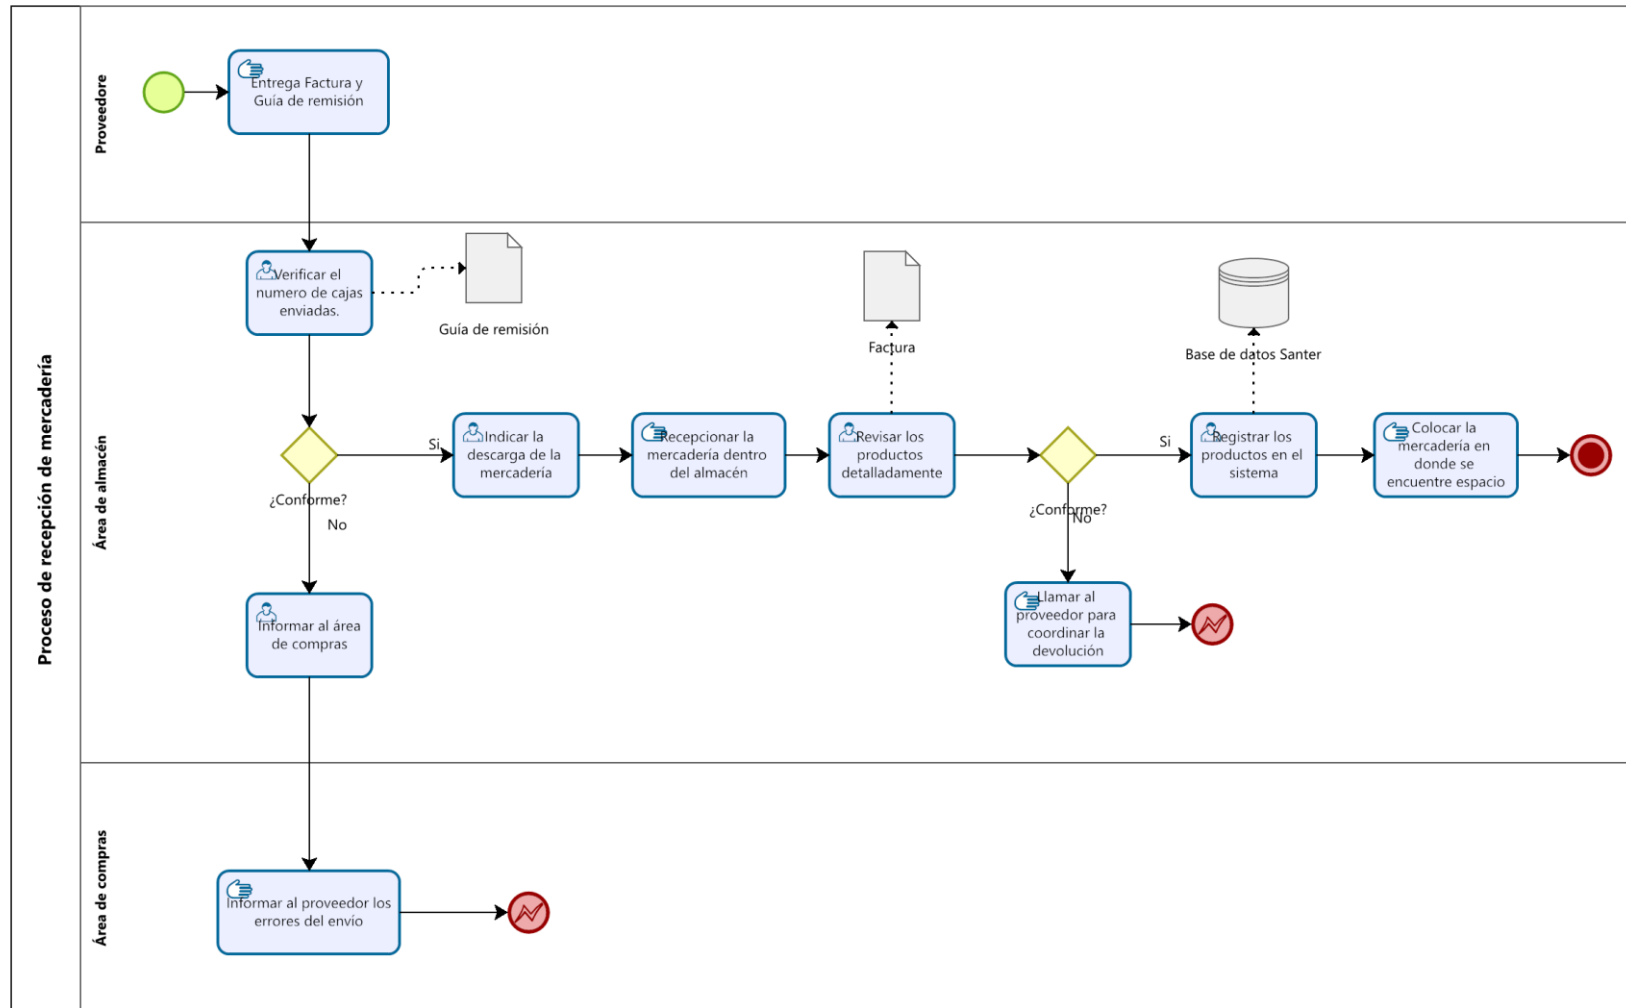 Proceso de recepción de mercadería
Proveedore
Entrega Factura y
Guía de remisión
Área de almacén
Verificar el
numero de cajas
enviadas.
Guía de remisión
¿Conforme?
Si
No
Indicar la
descarga de la
mercadería
Recepcionar la
mercadería dentro
del almacén
Revisar los
productos
detalladamente
Factura
¿Conforme?
Si
No
Registrar los
productos en el
sistema
Base de datos Santer
Colocar la
mercadería en
donde se
encuentre espacio
Informar al área
de compras
Llamar al
proveedor para
coordinar la
devolución
Área de compras
Informar al proveedor los
errores del envío